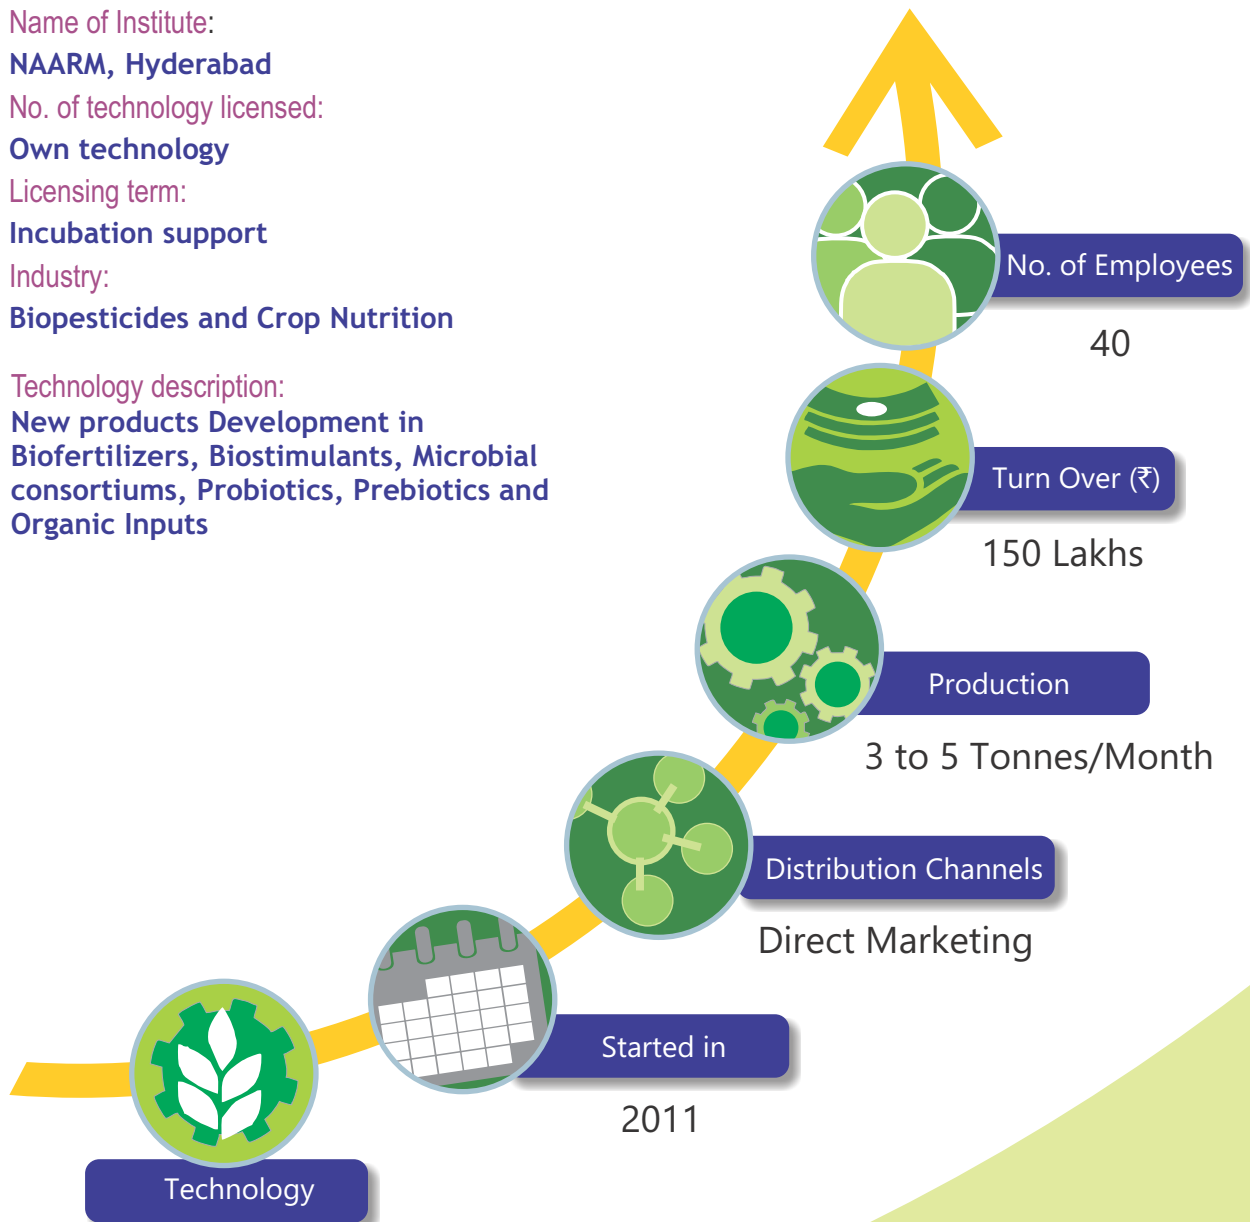 Name of Institute:
NAARM, Hyderabad
No. of technology licensed:
Own technology
Licensing term:
Incubation support
Industry:
Biopesticides and Crop Nutrition
Technology description:
New products Development in
Biofertilizers, Biostimulants, Microbial
consortiums, Probiotics, Prebiotics and
Organic Inputs
No. of Employees
40
Turn Over (₹)
150 Lakhs
Production
3 to 5 Tonnes/Month
Distribution Channels
Direct Marketing
Started in
2011
Technology